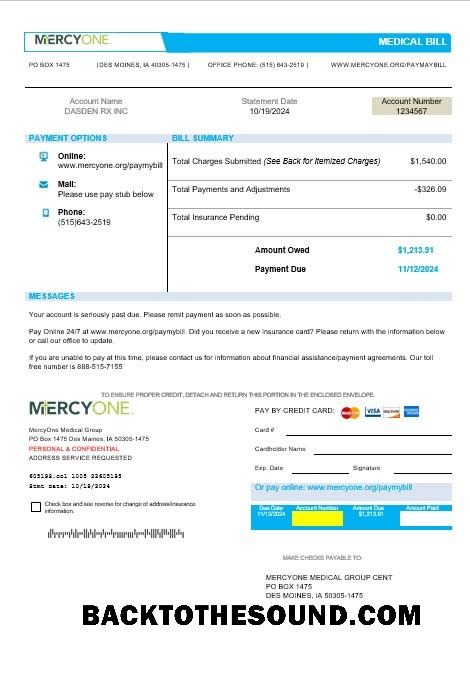 MERCYONE
MEDICAL BILL
PO BOX 1475 | DES MOINES, IA 40305-1475 | OFFICE PHONE: (515) 643-2519 | WWW.MERCYONE.ORG/PAYMAYBILL
Account Name Statement Date Account Number
DASDEN RX INC 10/19/2024 1234567
PAYMENT OPTIONS
Online:
www.mercyone.org/paymybill
Mail:
Please use pay stub below
Phone:
(515)643-2519
BILL SUMMARY
Total Charges Submitted (See Back for Itemized Charges) $1,540.00
Total Payments and Adjustments -$326.09
Total Insurance Pending $0.00
Amount Owed $1,213.91
Payment Due 11/12/2024
MESSAGES
Your account is seriously past due. Please remit payment as soon as possible.
Pay Online 24/7 at www.mercyone.org/paymybill. Did you receive a new insurance card? Please return with the information below
or call our office to update.
If you are unable to pay at this time, please contact us for information about financial assistance/payment agreements. Our toll
free number is 888-515-7155
TO ENSURE PROPER CREDIT, DETACH AND RETURN THIS PORTION IN THE ENCLOSED ENVELOPE.
MERCYONE
MercyOne Medical Group
PO Box 1475 Des Maines, IA 50305-1475
PERSONAL & CONFIDENTIAL
ADDRESS SERVICE REQUESTED
Stmt date: 10/19/2024
Check box and see reverse for change of address/insurance
information.
PAY BY CREDIT CARD: MasterCard VISA DISCOVER
Card #
Cardholder Name
Exp. Date Signature
Or pay online: www.mercyone.org/paymybill
Due Date Account Number Amount Due Amount Paid
11/12/2024 $1,213.91
MAKE CHECKS PAYABLE TO:
MERCYONE MEDICAL GROUP CENT
PO BOX 1475
DES MOINES, IA 50305-1475
BACKTOTHESOUND.COM